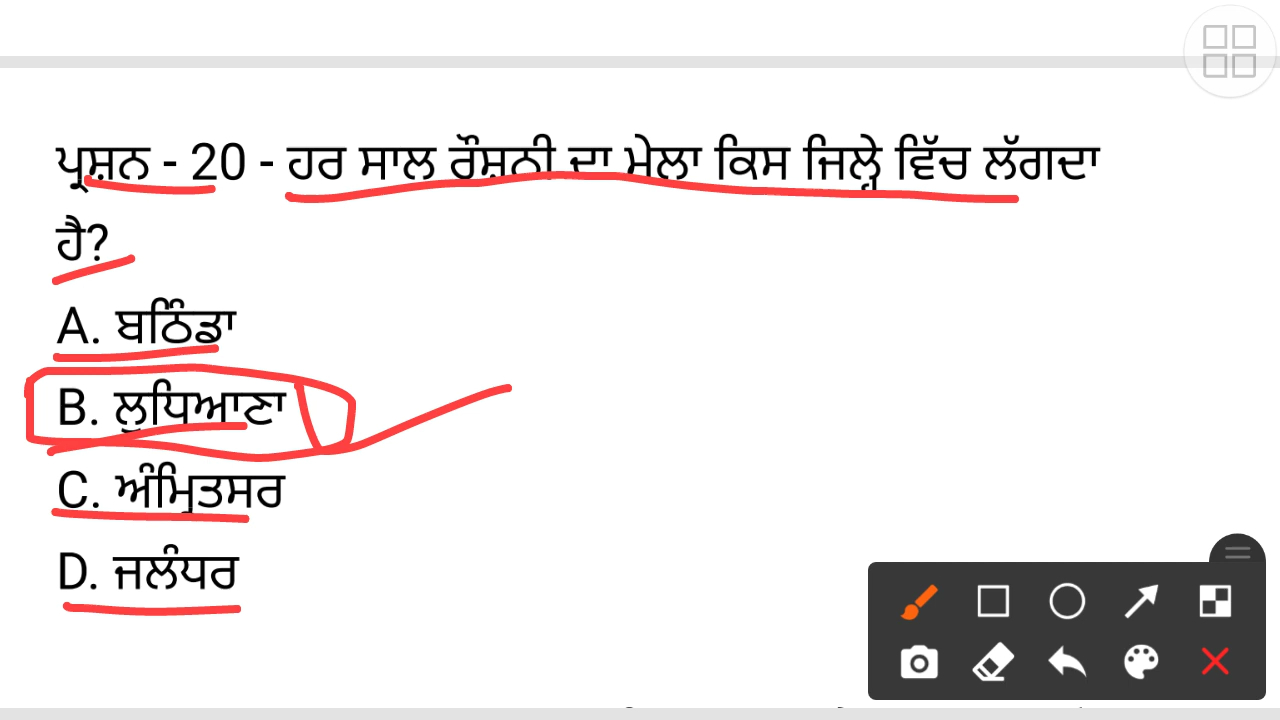 ਪ੍ਰਸ਼ਨ - 20 - ਹਰ ਸਾਲ ਰੌਸ਼ਨੀ ਦਾ ਮੇਲਾ ਕਿਸ ਜਿਲ੍ਹੇ ਵਿੱਚ ਲੱਗਦਾ
ਹੈ?
A. ਬਠਿੰਡਾ
B. ਲੁਧਿਆਣਾ
C. ਅੰਮ੍ਰਿਤਸਰ
D. ਜਲੰਧਰ